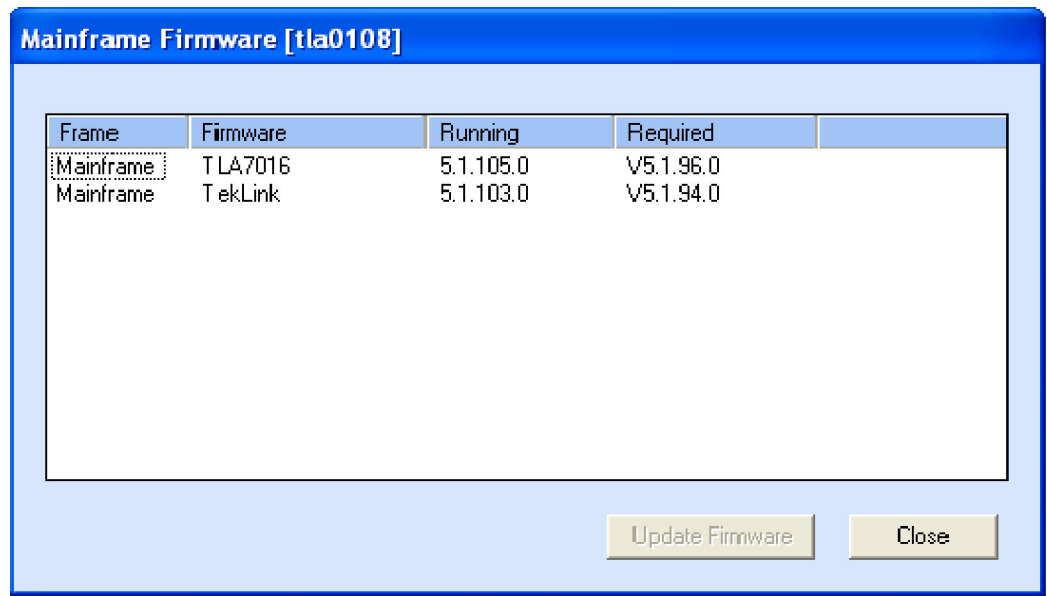 Mainframe Firmware [tla0108]
Frame Firmware Running Required
Mainframe TLA7016 5.1.105.0 V5.1.96.0
Mainframe TekLink 5.1.103.0 V5.1.94.0
Update Firmware Close